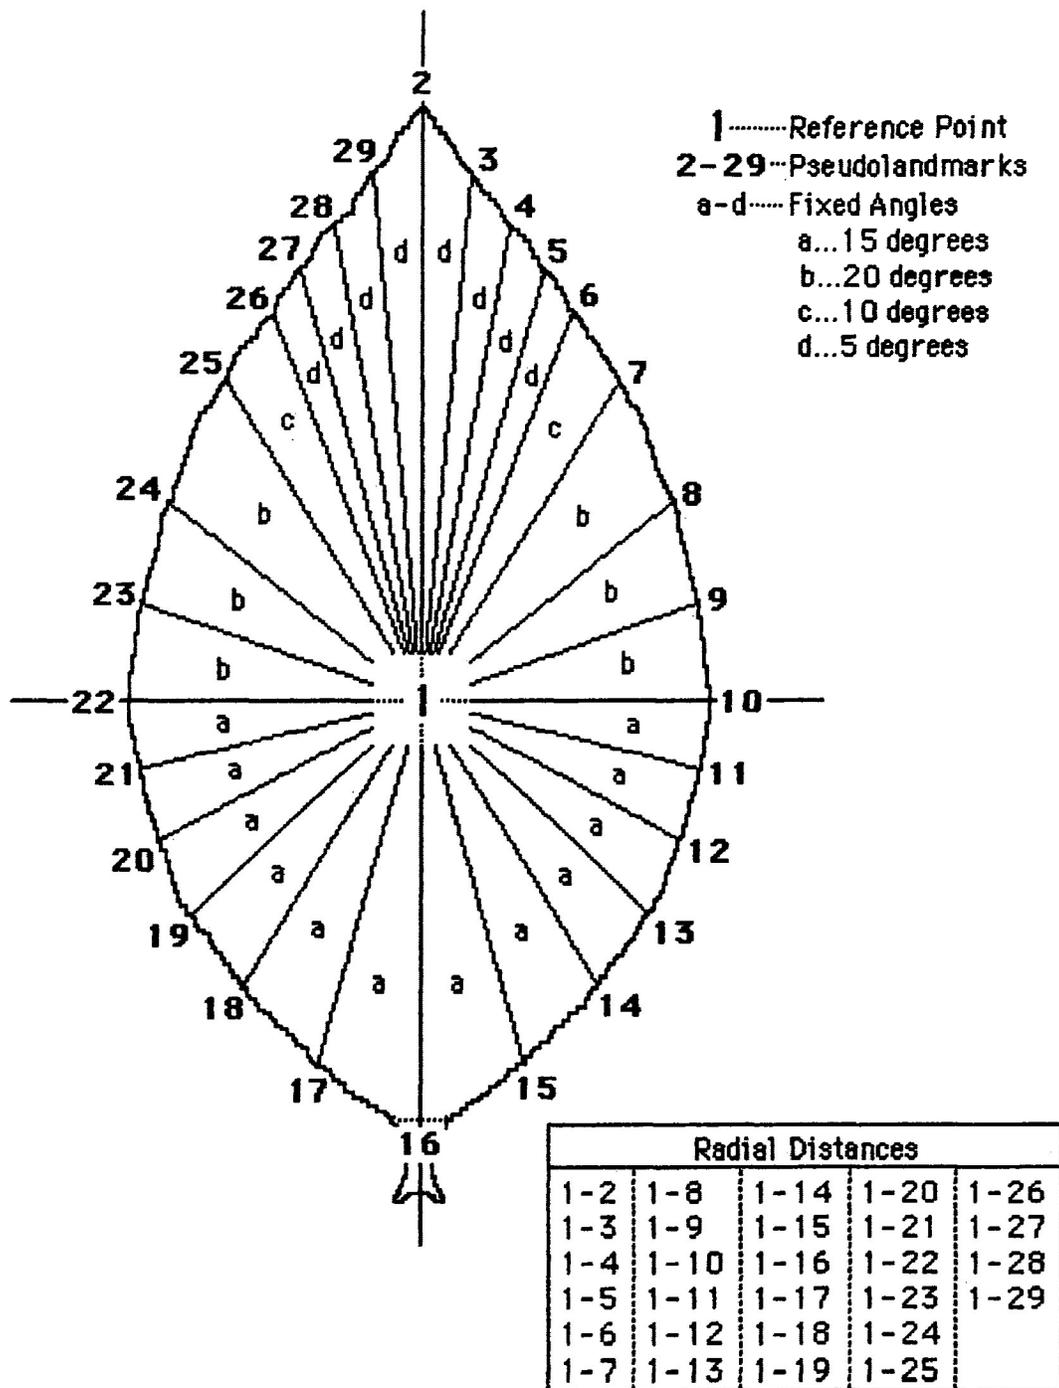 2
1·········Reference Point
2-29···Pseudolandmarks
a-d······Fixed Angles
a...15 degrees
b...20 degrees
c...10 degrees
d...5 degrees
29
3
28
4
27
5
26
6
25
7
24
8
23
9
22
1
10
21
11
20
12
19
13
18
14
17
15
16
d
d
d
d
d
d
d
d
c
c
b
b
b
b
b
b
a
a
a
a
a
a
a
a
a
a
a
a
Radial Distances
1-2 1-8 1-14 1-20 1-26
1-3 1-9 1-15 1-21 1-27
1-4 1-10 1-16 1-22 1-28
1-5 1-11 1-17 1-23 1-29
1-6 1-12 1-18 1-24
1-7 1-13 1-19 1-25